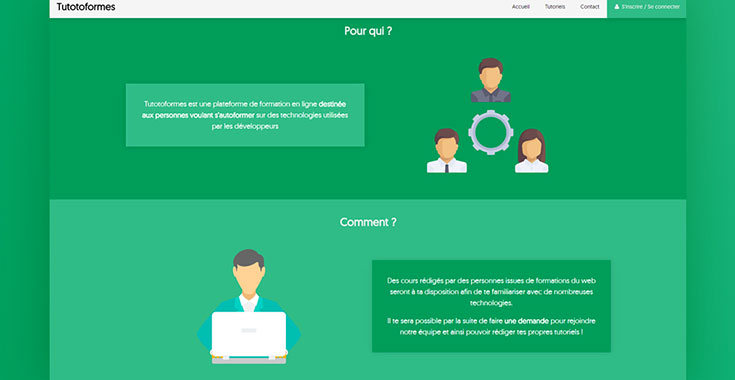 Tutotoformes
Accueil Tutoriels Contact S'inscrire / Se connecter
Pour qui ?
Tutotoformes est une plateforme de formation en ligne destinée
aux personnes voulant s'autoformer sur des technologies utilisées
par les développeurs
Comment ?
Des cours rédigés par des personnes issues de formations du web
seront à ta disposition afin de te familiariser avec de nombreuses
technologies.
Il te sera possible par la suite de faire une demande pour rejoindre
notre équipe et ainsi pouvoir rédiger tes propres tutoriels !